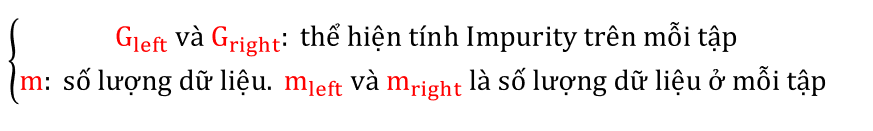 G_left và G_right: thể hiện tính Impurity trên mỗi tập
m: số lượng dữ liệu. m_left và m_right là số lượng dữ liệu ở mỗi tập